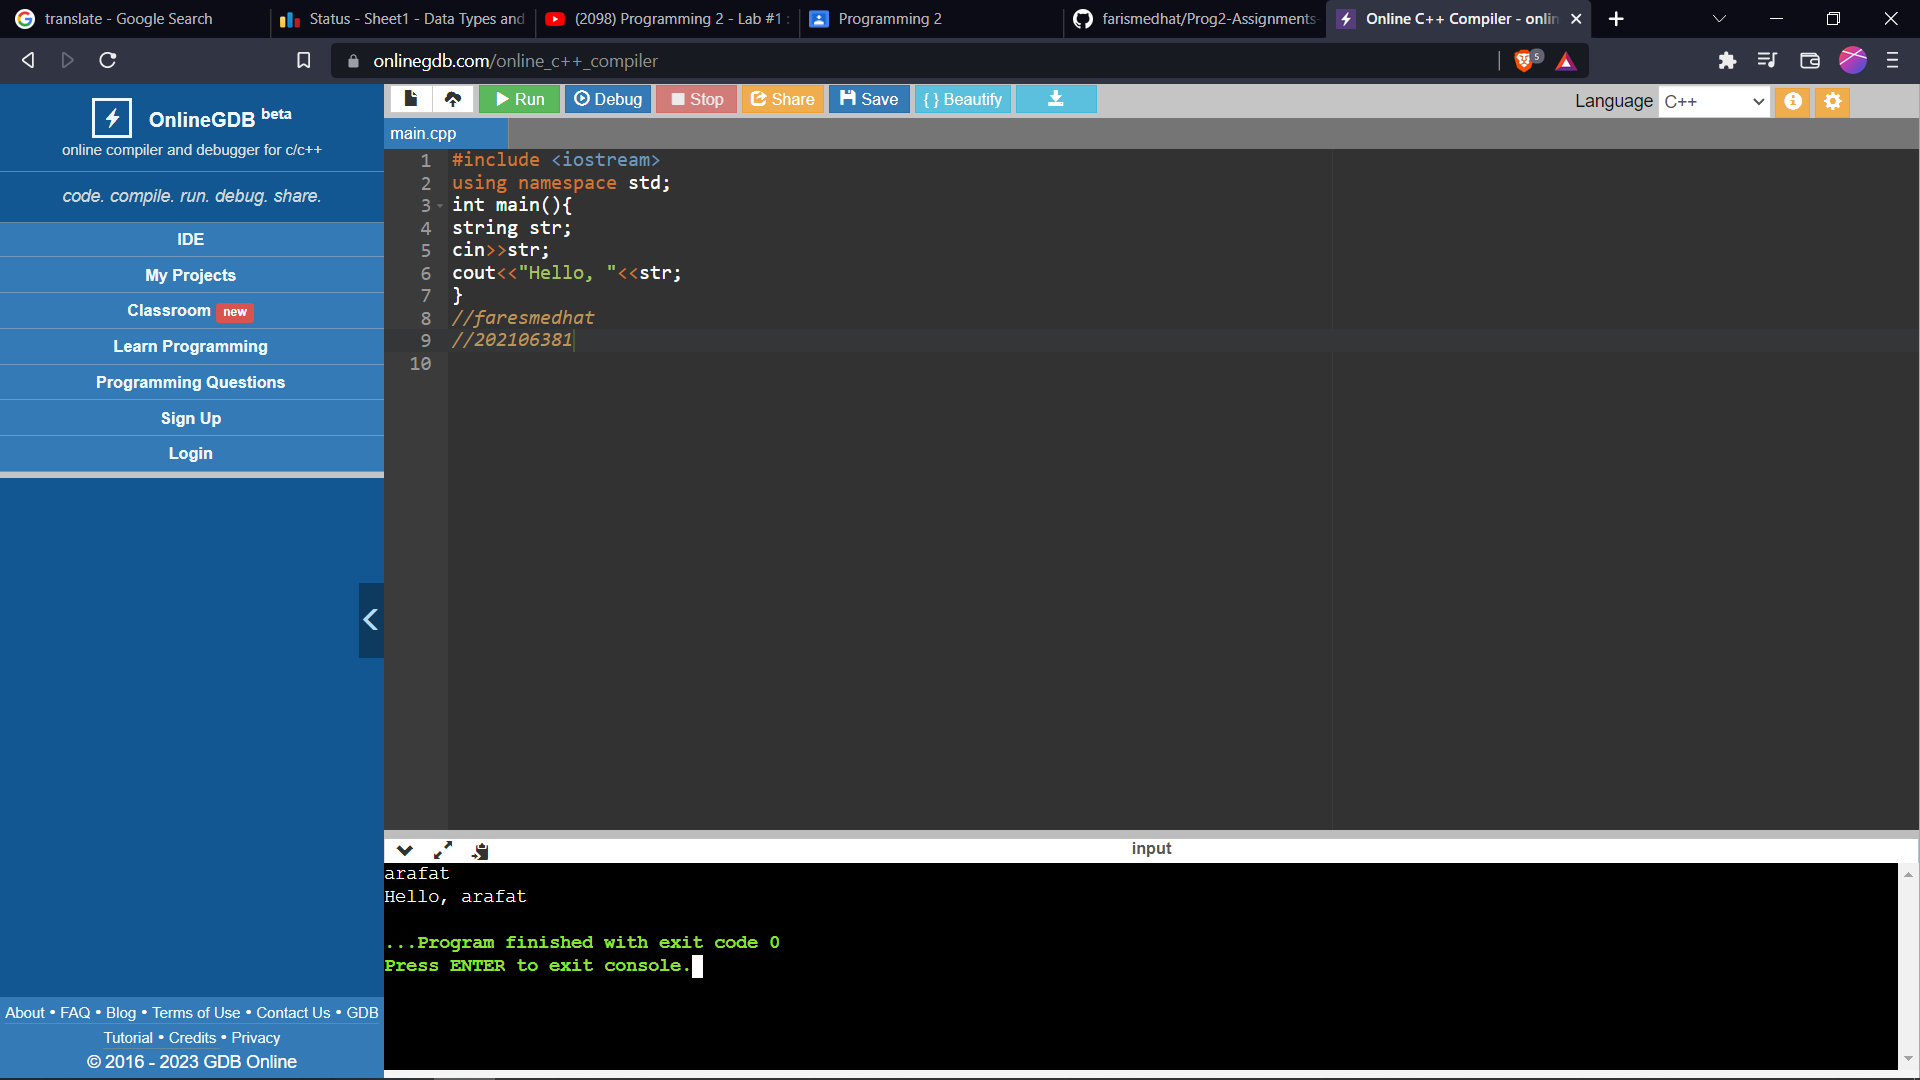 translate - Google Search
Status - Sheet1 - Data Types and
(2098) Programming 2 - Lab #1 :
Programming 2
farismedhat/Prog2-Assignments-
Online C++ Compiler - onlin
onlinegdb.com/online_c++_compiler
5
OnlineGDB beta
online compiler and debugger for c/c++
code. compile. run. debug. share.
IDE
My Projects
Classroom new
Learn Programming
Programming Questions
Sign Up
Login
About • FAQ • Blog • Terms of Use • Contact Us • GDB
Tutorial • Credits • Privacy
© 2016 - 2023 GDB Online
Run
Debug
Stop
Share
Save
{ } Beautify
Language C++
main.cpp
1 #include <iostream>
2 using namespace std;
3 int main(){
4 string str;
5 cin>>str;
6 cout<<"Hello, "<<str;
7 }
8 //faresmedhat
9 //202106381
10
input
arafat
Hello, arafat
...Program finished with exit code 0
Press ENTER to exit console.